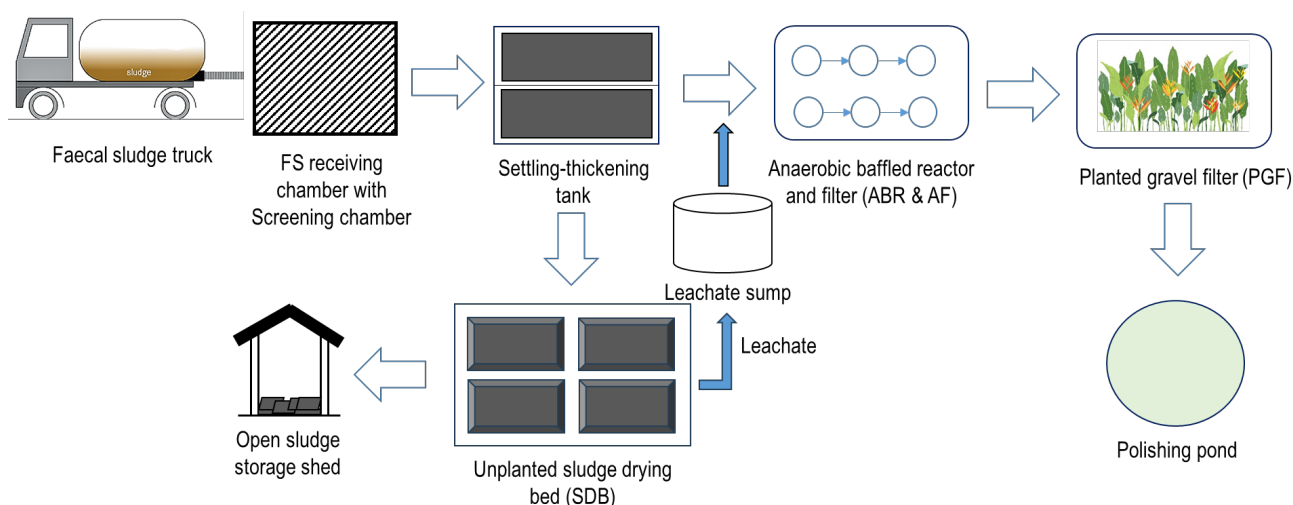 sludge
Faecal sludge truck
FS receiving
chamber with
Screening chamber
Settling-thickening
tank
Anaerobic baffled reactor
and filter (ABR & AF)
Planted gravel filter (PGF)
Leachate sump
Leachate
Open sludge
storage shed
Unplanted sludge drying
bed (SDB)
Polishing pond